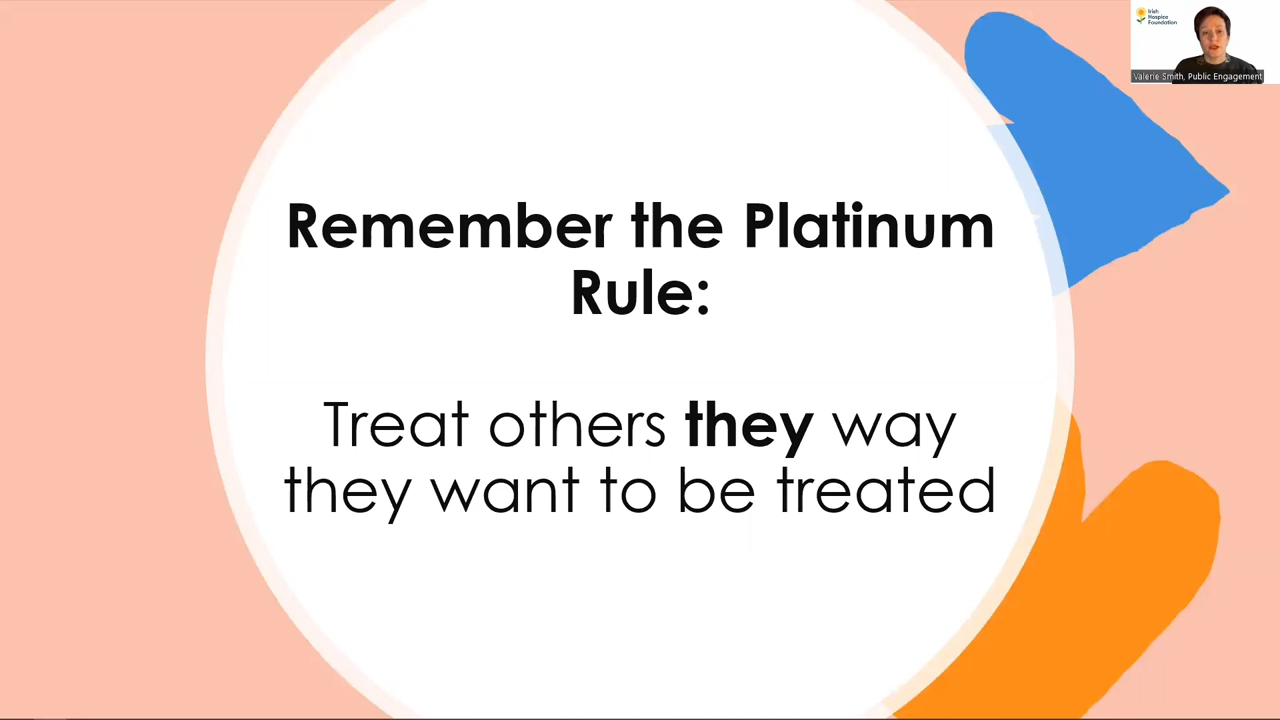 Irish
Hospice
Foundation
Valerie Smith, Public Engagement
Remember the Platinum
Rule:
Treat others they way
they want to be treated